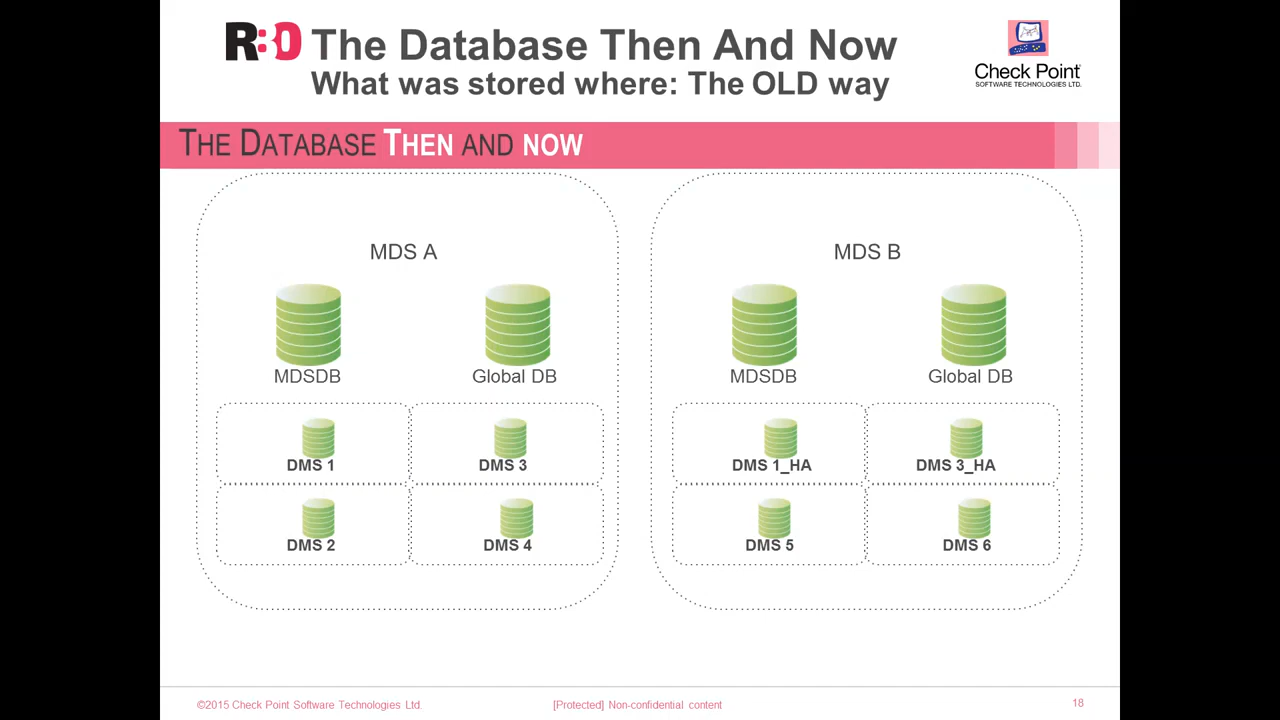 R80 The Database Then And Now
What was stored where: The OLD way
Check Point
SOFTWARE TECHNOLOGIES LTD.
THE DATABASE THEN AND NOW
MDS A
MDS B
MDSDB
Global DB
MDSDB
Global DB
DMS 1
DMS 3
DMS 1_HA
DMS 3_HA
DMS 2
DMS 4
DMS 5
DMS 6
©2015 Check Point Software Technologies Ltd.
[Protected] Non-confidential content
18